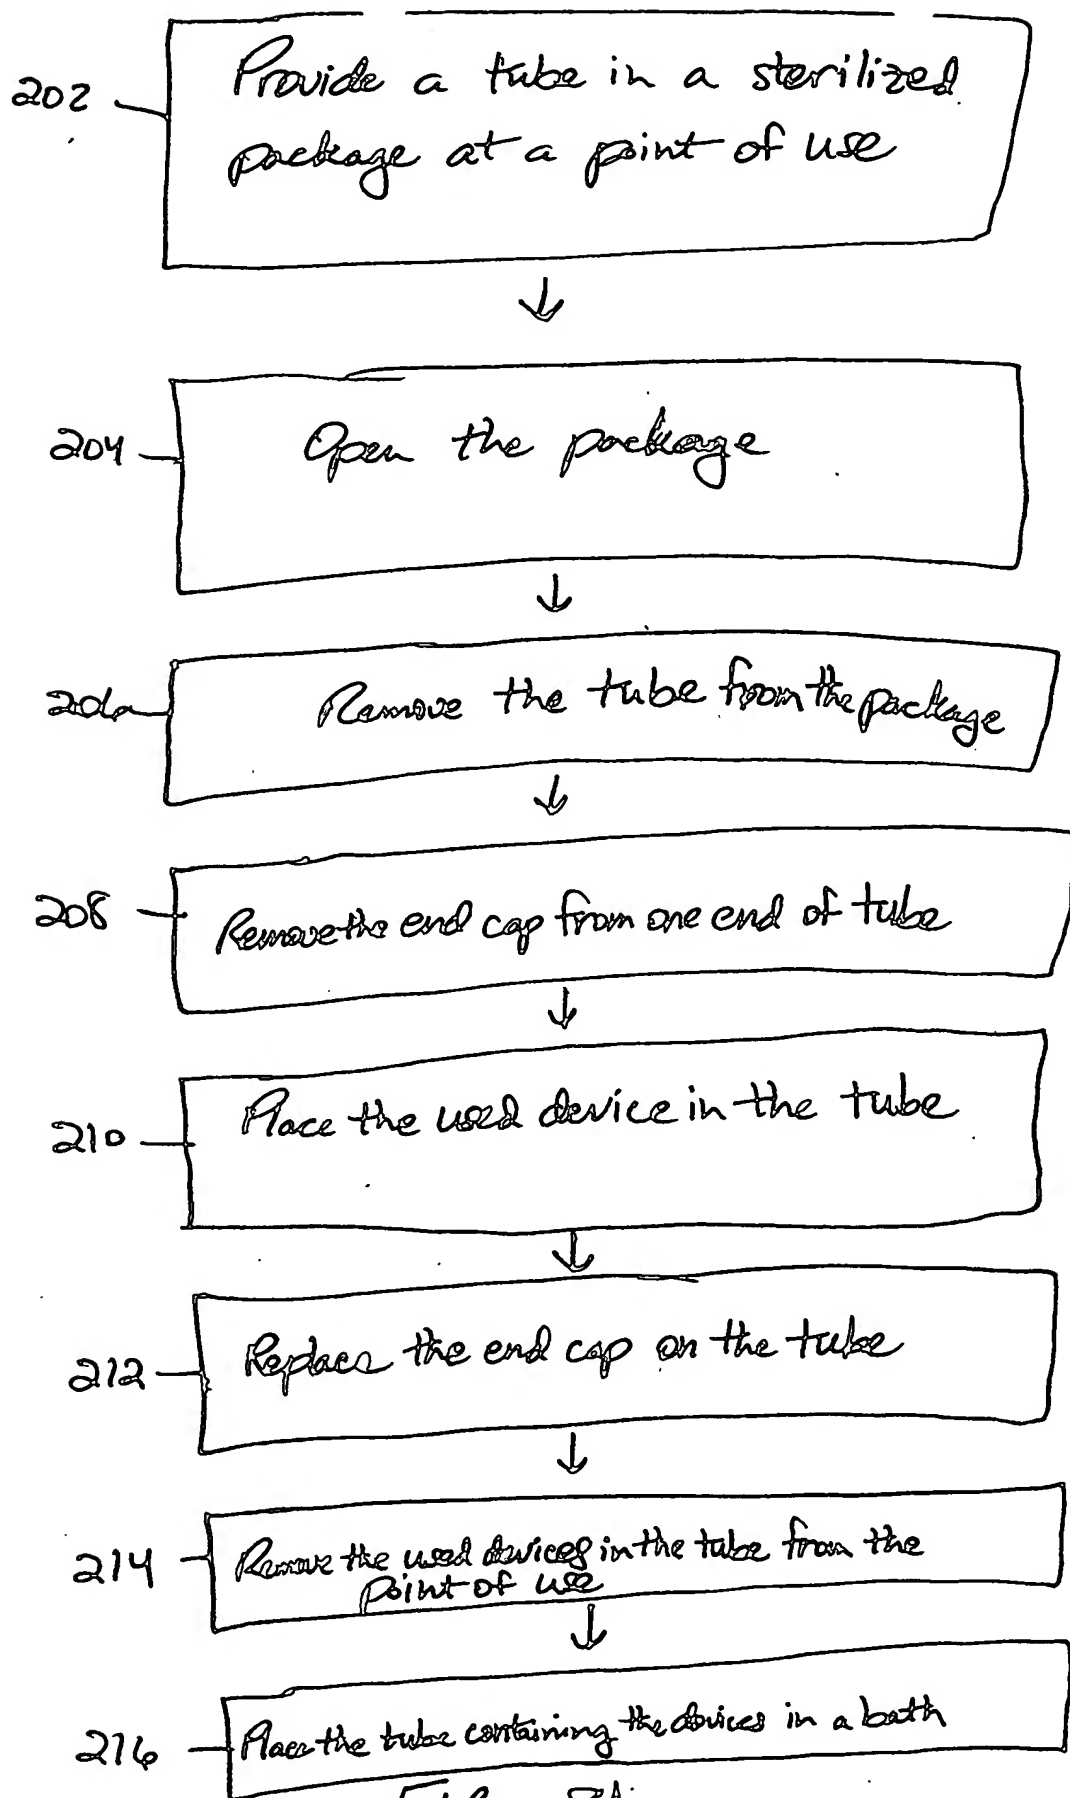 202
Provide a tube in a sterilized
package at a point of use
204
Open the package
206
Remove the tube from the package
208
Remove the end cap from one end of tube
210
Place the used device in the tube
212
Replace the end cap on the tube
214
Remove the used devices in the tube from the
point of use
216
Place the tube containing the devices in a bath